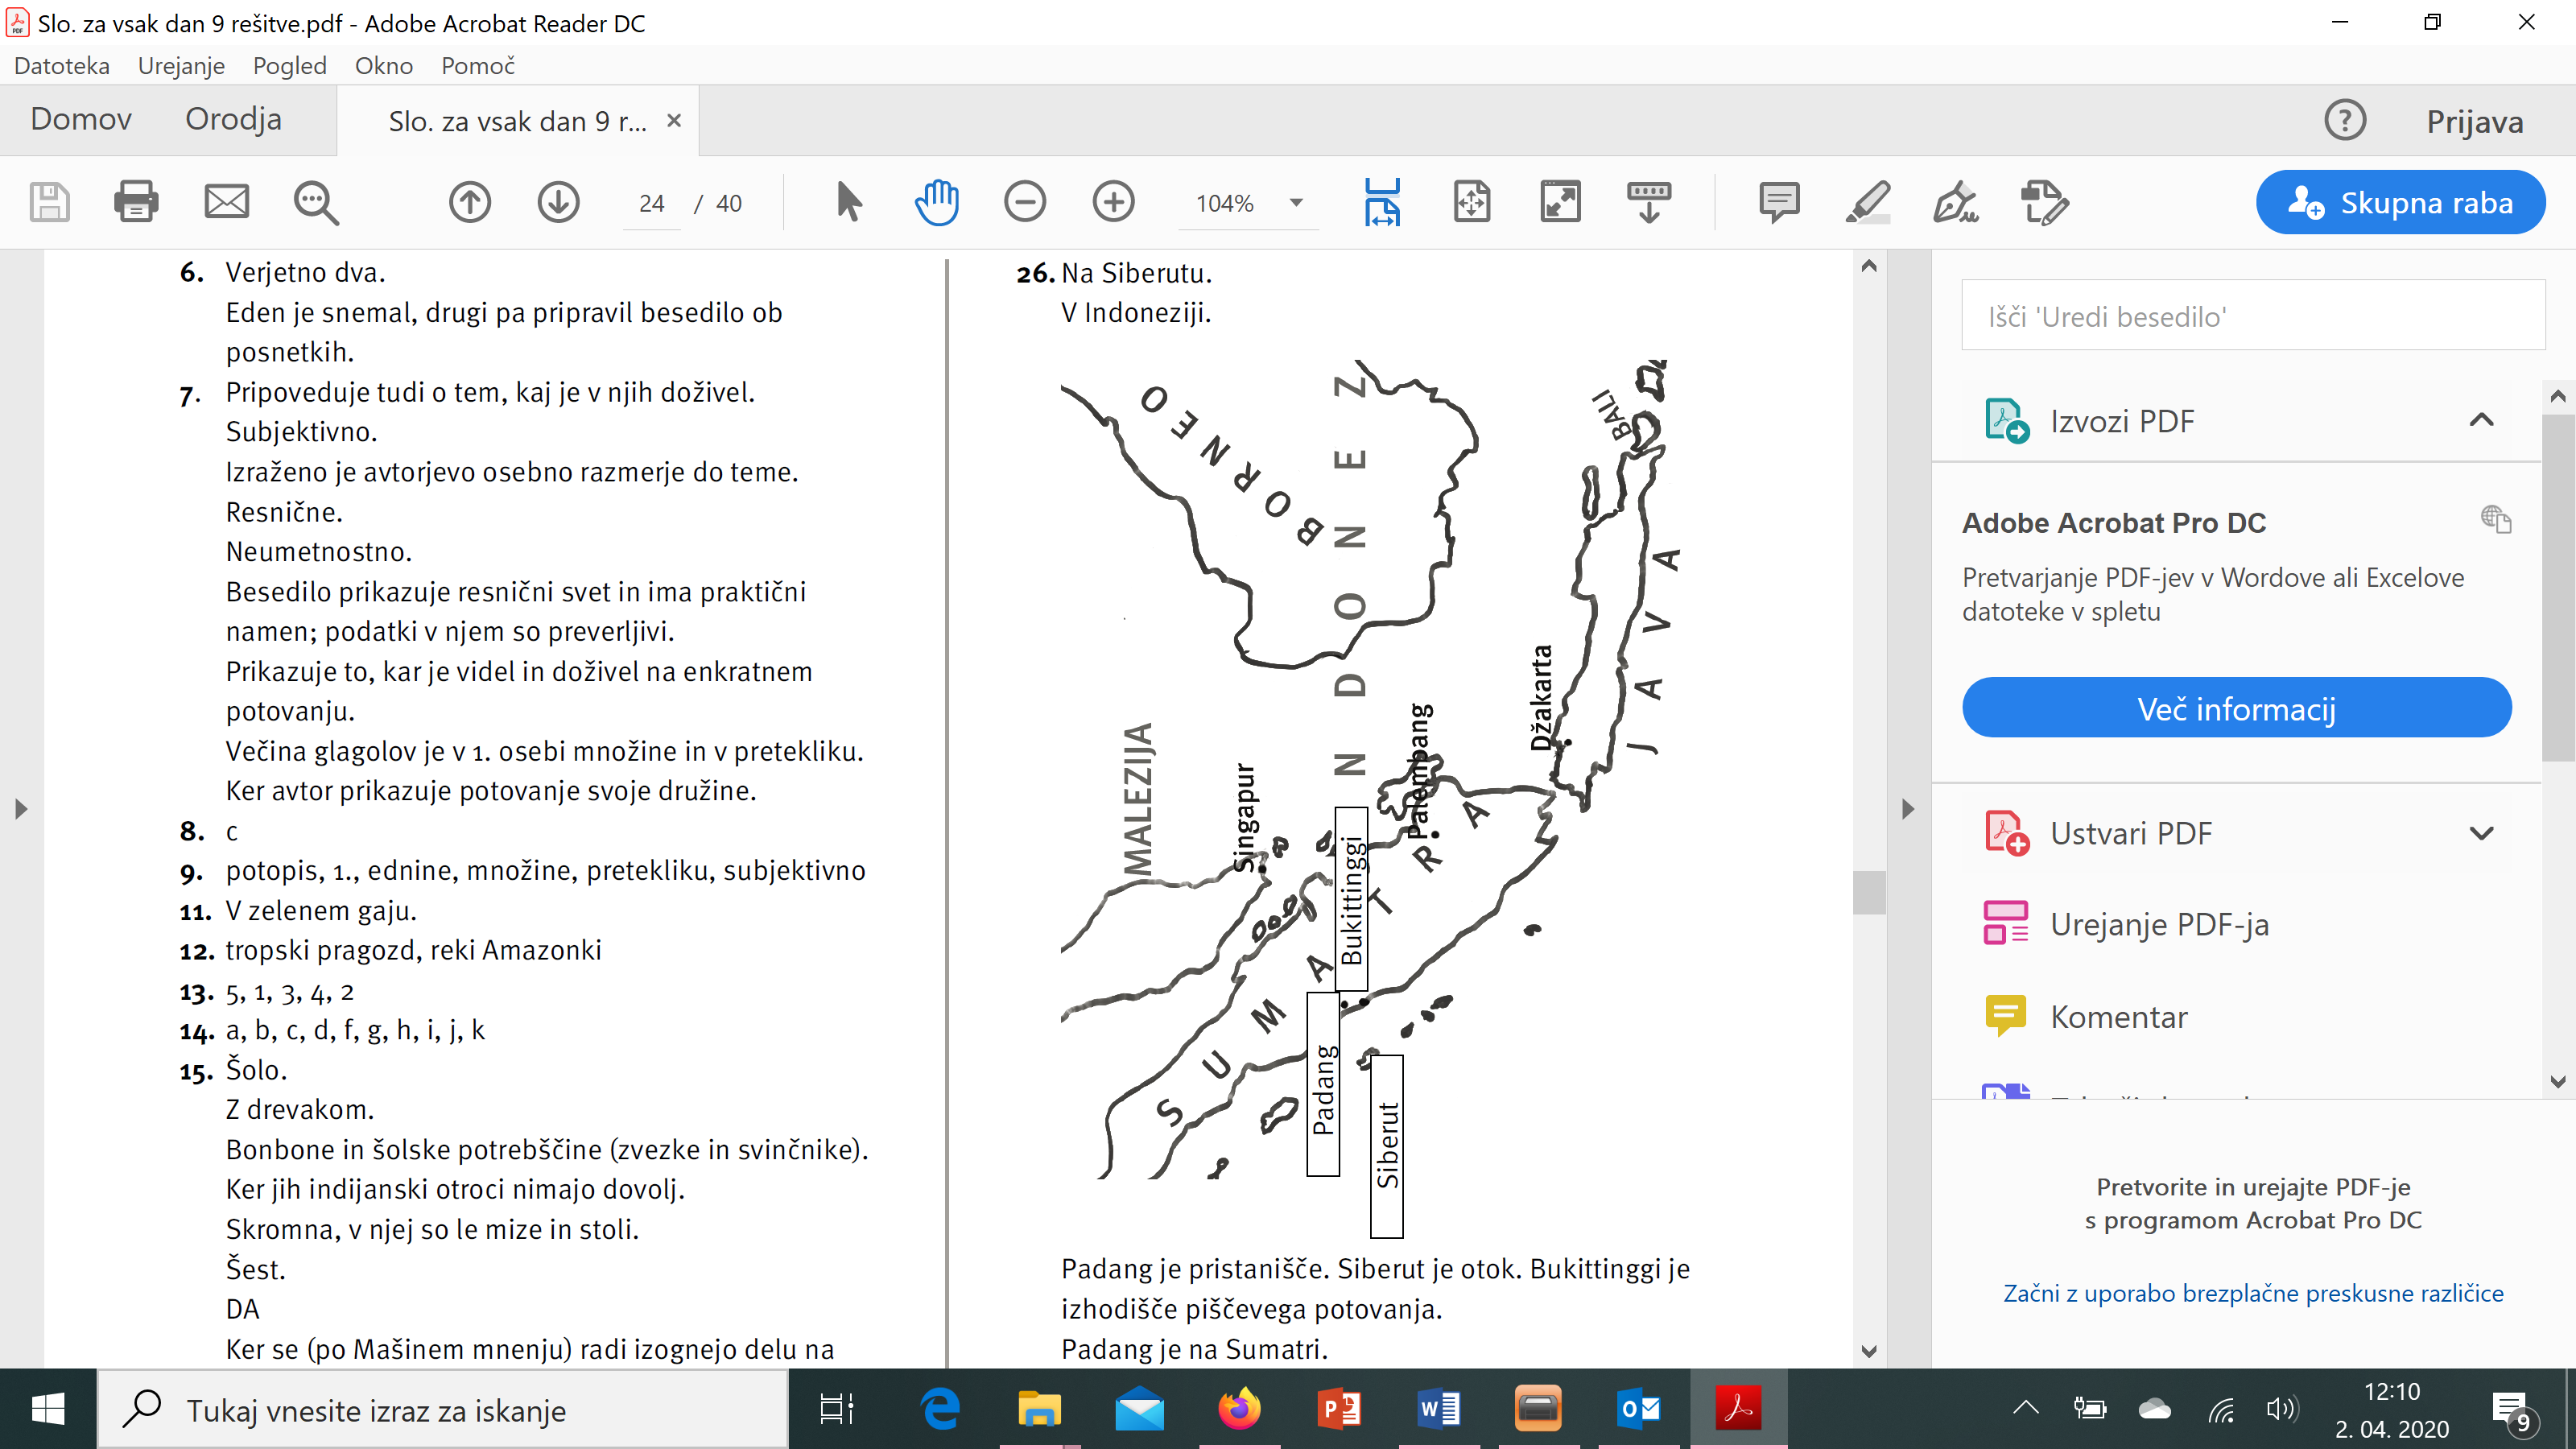 Slo. za vsak dan 9 rešitve.pdf - Adobe Acrobat Reader DC
Datoteka Urejanje Pogled Okno Pomoč
Domov Orodja Slo. za vsak dan 9 r... × Prijava
24 / 40 104% Skupna raba
6. Verjetno dva.
Eden je snemal, drugi pa pripravil besedilo ob
posnetkih.
7. Pripoveduje tudi o tem, kaj je v njih doživel.
Subjektivno.
Izraženo je avtorjevo osebno razmerje do teme.
Resnične.
Neumetnostno.
Besedilo prikazuje resnični svet in ima praktični
namen; podatki v njem so preverljivi.
Prikazuje to, kar je videl in doživel na enkratnem
potovanju.
Večina glagolov je v 1. osebi množine in v pretekliku.
Ker avtor prikazuje potovanje svoje družine.
8. c
9. potopis, 1., ednine, množine, pretekliku, subjektivno
11. V zelenem gaju.
12. tropski pragozd, reki Amazonki
13. 5, 1, 3, 4, 2
14. a, b, c, d, f, g, h, i, j, k
15. Šolo.
Z drevakom.
Bonbone in šolske potrebščine (zvezke in svinčnike).
Ker jih indijanski otroci nimajo dovolj.
Skromna, v njej so le mize in stoli.
Šest.
DA
Ker se (po Mašinem mnenju) radi izognejo delu na
26. Na Siberutu.
V Indoneziji.
BORNEO
NDONEZ
BALI
JAVA
Džakarta
MALEZIJA
Singapur
Palembang
SUMATRA
Bukittinggi
Padang
Siberut
Padang je pristanišče. Siberut je otok. Bukittinggi je
izhodišče piščevega potovanja.
Padang je na Sumatri.
Išči 'Uredi besedilo'
Izvozi PDF
Adobe Acrobat Pro DC
Pretvarjanje PDF-jev v Wordove ali Excelove
datoteke v spletu
Več informacij
Ustvari PDF
Urejanje PDF-ja
Komentar
Pretvorite in urejajte PDF-je
s programom Acrobat Pro DC
Začni z uporabo brezplačne preskusne različice
Tukaj vnesite izraz za iskanje
12:10
2. 04. 2020
9